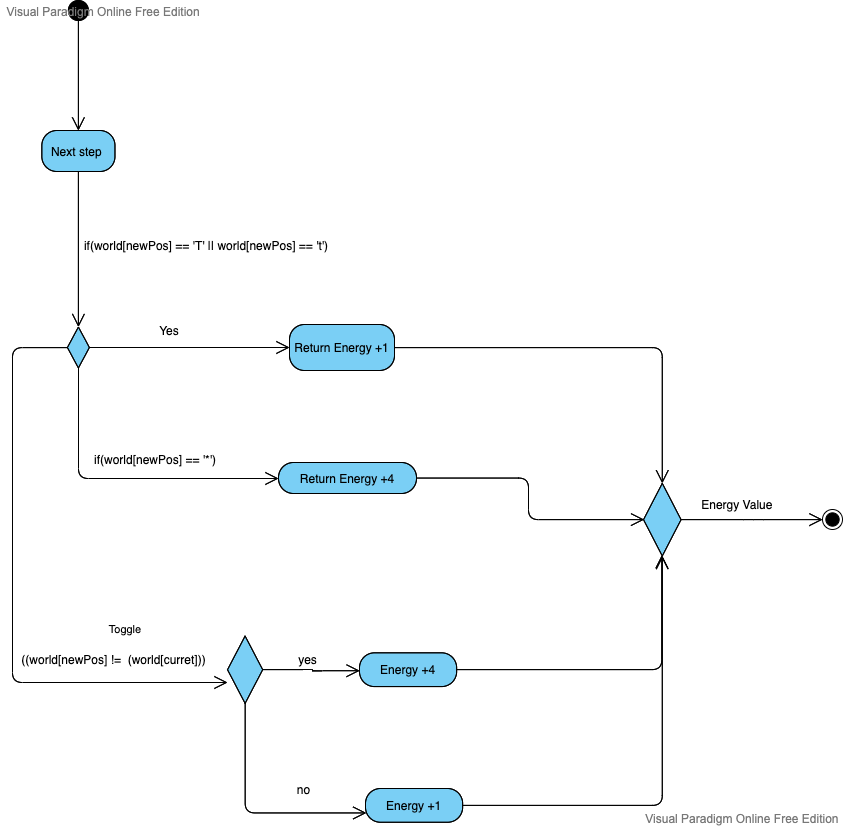 Visual Paradigm Online Free Edition
Next step
if(world[newPos] == 'T' || world[newPos] == 't')
Yes
Return Energy +1
if(world[newPos] == '*')
Return Energy +4
Energy Value
Toggle
((world[newPos] != (world[curret]))
yes
Energy +4
no
Energy +1
Visual Paradigm Online Free Edition